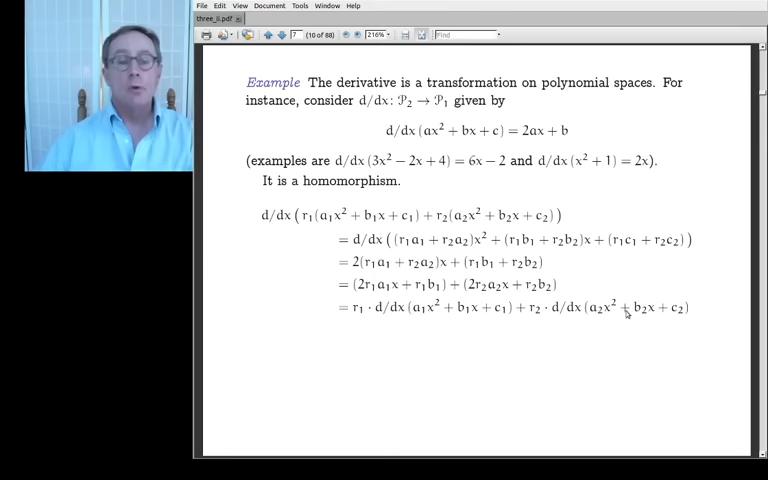 File Edit View Document Tools Window Help
three_ii.pdf
7 (10 of 88) 216% Find
Example The derivative is a transformation on polynomial spaces. For
instance, consider d/dx: P₂ → P₁ given by
d/dx (ax² + bx + c) = 2ax + b
(examples are d/dx (3x² − 2x + 4) = 6x − 2 and d/dx (x² + 1) = 2x).
It is a homomorphism.
d/dx ( r₁(a₁x² + b₁x + c₁) + r₂(a₂x² + b₂x + c₂) )
= d/dx ( (r₁a₁ + r₂a₂)x² + (r₁b₁ + r₂b₂)x + (r₁c₁ + r₂c₂) )
= 2(r₁a₁ + r₂a₂)x + (r₁b₁ + r₂b₂)
= (2r₁a₁x + r₁b₁) + (2r₂a₂x + r₂b₂)
= r₁ · d/dx (a₁x² + b₁x + c₁) + r₂ · d/dx (a₂x² + b₂x + c₂)